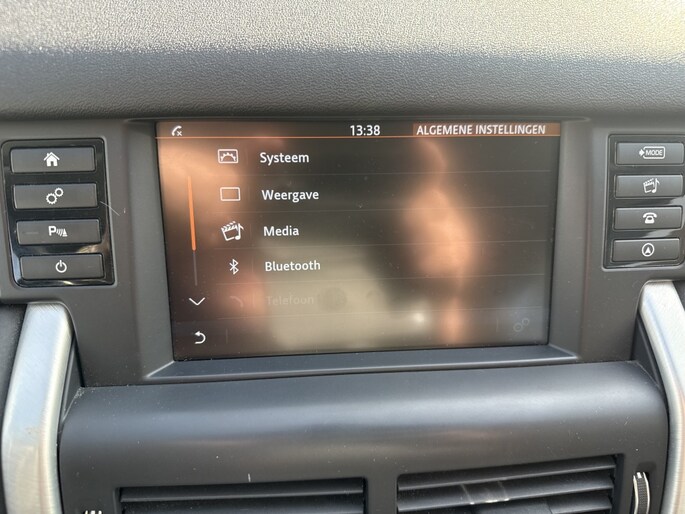 13:38
ALGEMENE INSTELLINGEN
Systeem
Weergave
Media
Bluetooth
Telefoon
MODE
P